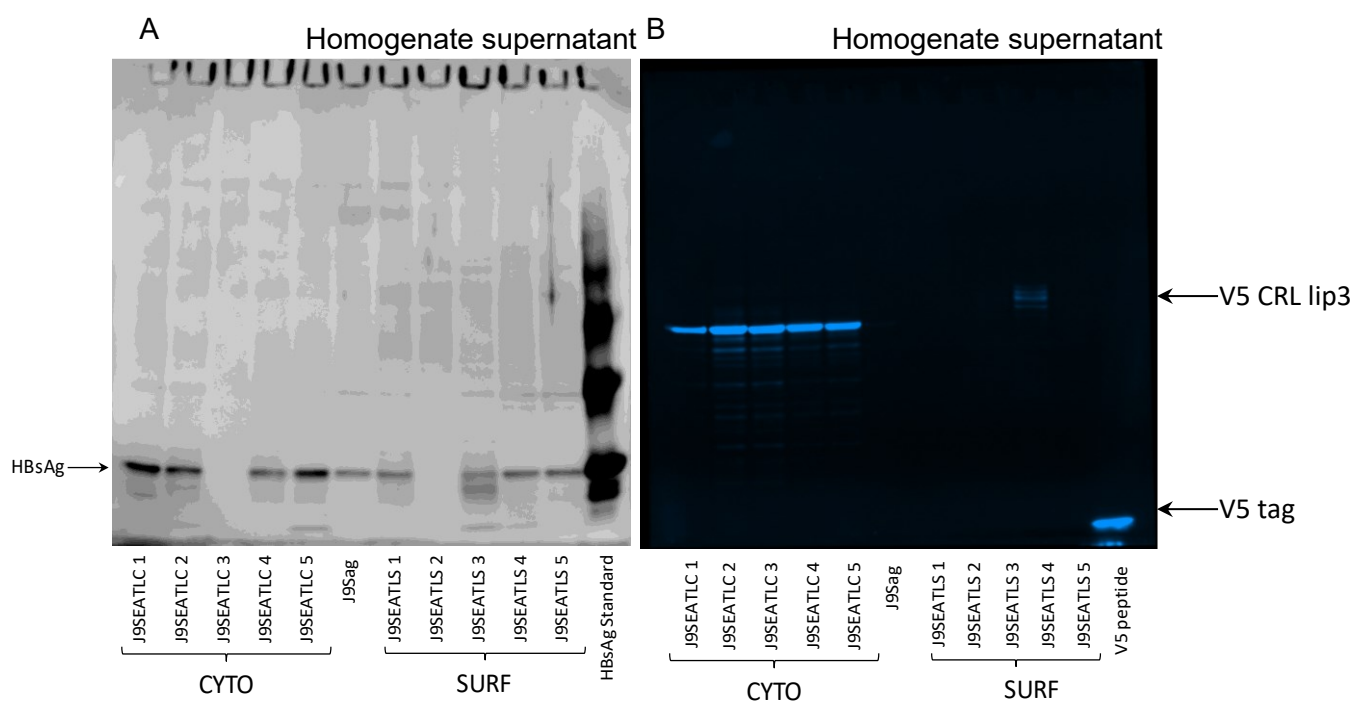 A
Homogenate supernatant
B
Homogenate supernatant
HBsAg
V5 CRL lip3
V5 tag
J9SEATLC 1
J9SEATLC 2
J9SEATLC 3
J9SEATLC 4
J9SEATLC 5
J9Sag
J9SEATLS 1
J9SEATLS 2
J9SEATLS 3
J9SEATLS 4
J9SEATLS 5
HBsAg Standard
J9SEATLC 1
J9SEATLC 2
J9SEATLC 3
J9SEATLC 4
J9SEATLC 5
J9Sag
J9SEATLS 1
J9SEATLS 2
J9SEATLS 3
J9SEATLS 4
J9SEATLS 5
V5 peptide
CYTO
SURF
CYTO
SURF